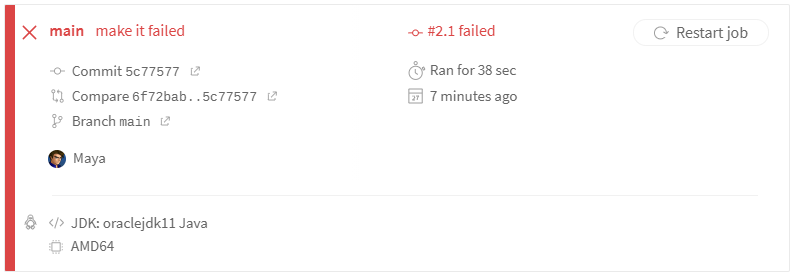 main make it failed
#2.1 failed
Restart job
Commit 5c77577
Ran for 38 sec
Compare 6f72bab..5c77577
27
7 minutes ago
Branch main
Maya
JDK: oraclejdk11 Java
AMD64